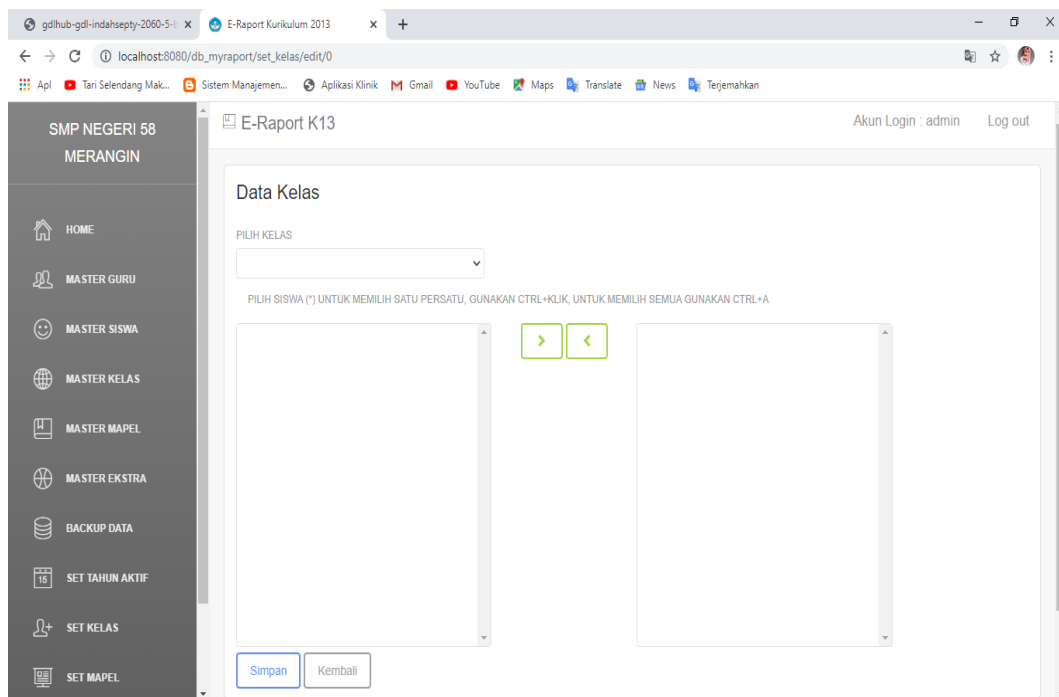 gdlhub-gdl-indahsepty-2060-5-b
E-Raport Kurikulum 2013
localhost:8080/db_myraport/set_kelas/edit/0
Apl Tari Selendang Mak... Sistem Manajemen... Aplikasi Klinik Gmail YouTube Maps Translate News Terjemahkan
SMP NEGERI 58
MERANGIN
HOME
MASTER GURU
MASTER SISWA
MASTER KELAS
MASTER MAPEL
MASTER EKSTRA
BACKUP DATA
15
SET TAHUN AKTIF
SET KELAS
SET MAPEL
E-Raport K13
Akun Login : admin Log out
Data Kelas
PILIH KELAS
PILIH SISWA (*) UNTUK MEMILIH SATU PERSATU, GUNAKAN CTRL+KLIK, UNTUK MEMILIH SEMUA GUNAKAN CTRL+A
Simpan Kembali